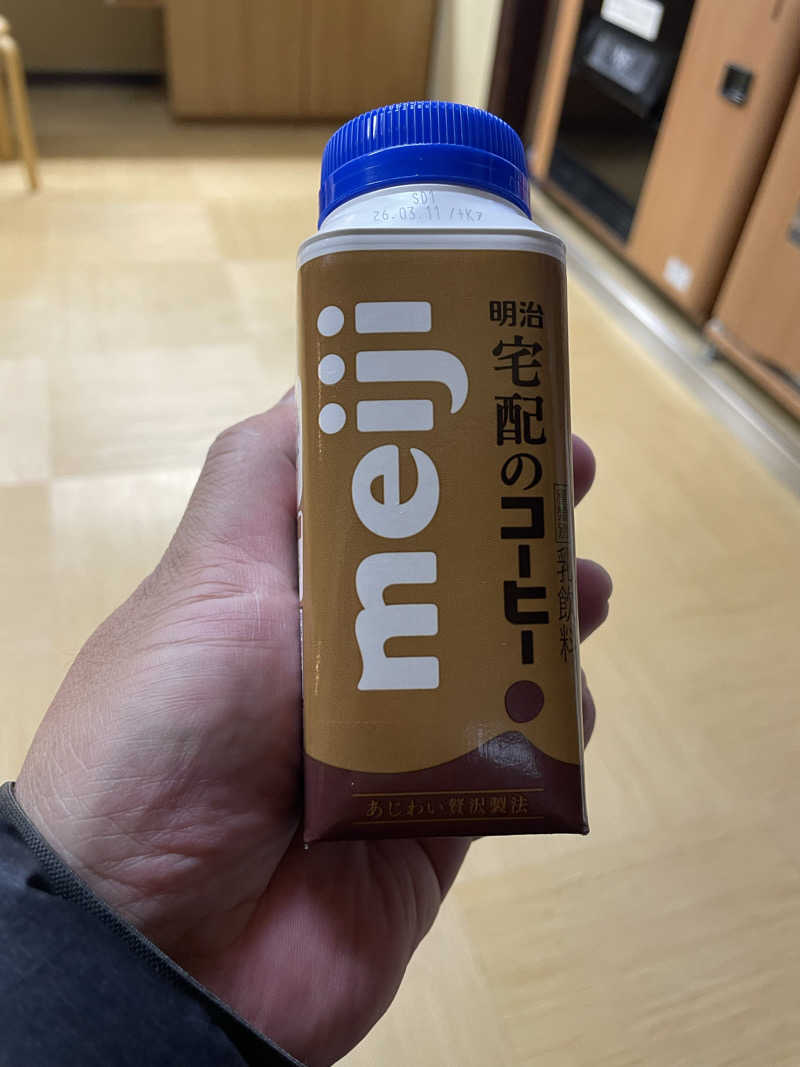 SD1
26.03.11/tKア
meiji
明治
宅配のコーヒー
乳飲料
あじわい贅沢製法